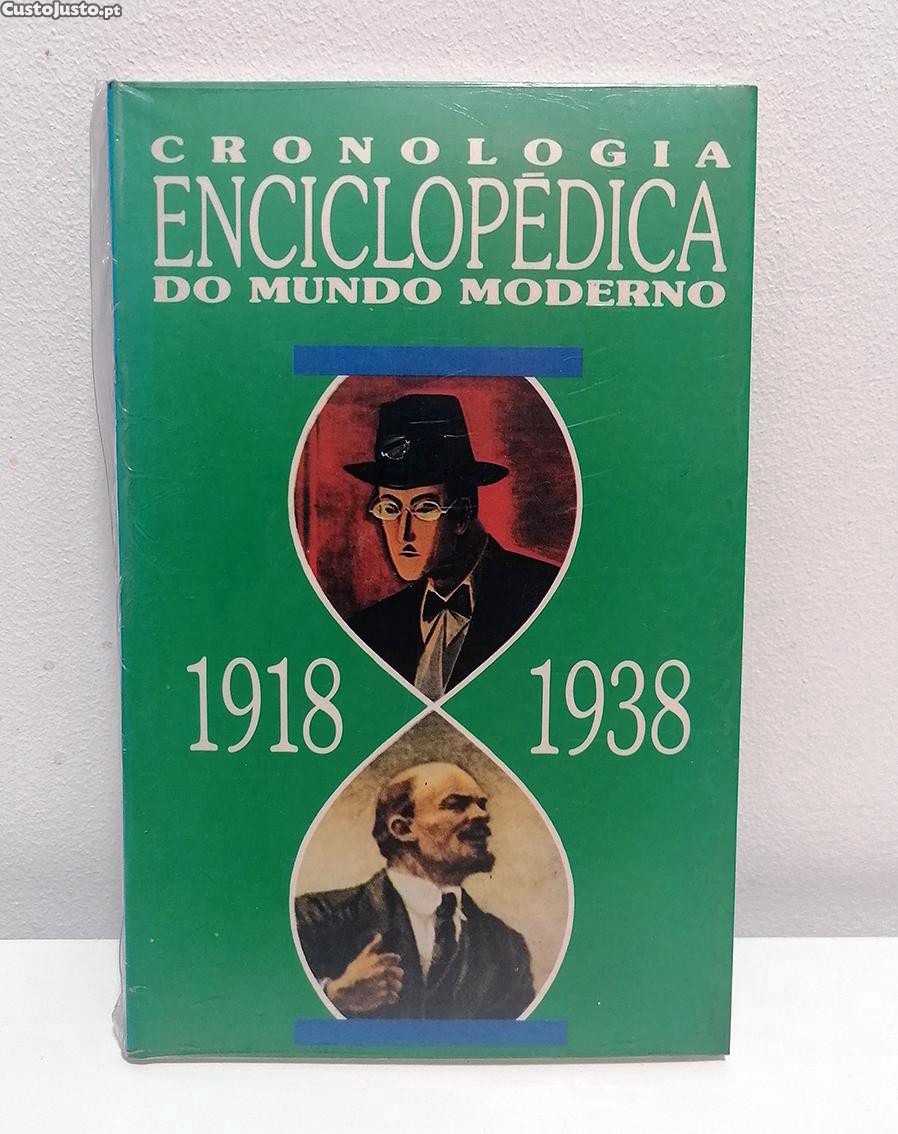 CustoJusto.pt
CRONOLOGIA
ENCICLOPÉDICA
DO MUNDO MODERNO
1918 1938